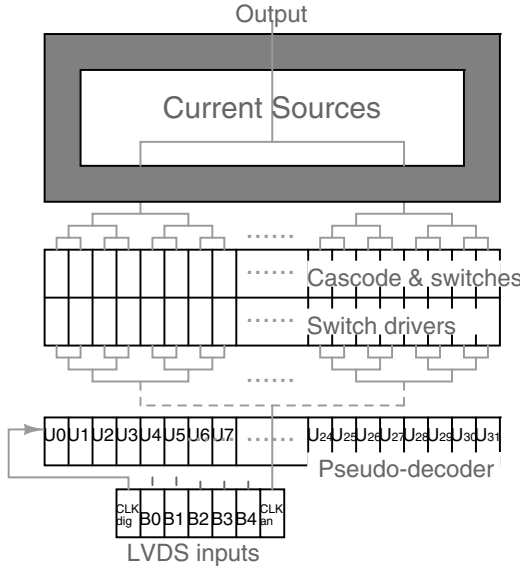 Output
Current Sources
......
......
Cascode & switches
......
Switch drivers
......
U0 U1 U2 U3 U4 U5 U6 U7 ...... U24 U25 U26 U27 U28 U29 U30 U31
Pseudo-decoder
CLK dig B0 B1 B2 B3 B4 CLK an
LVDS inputs